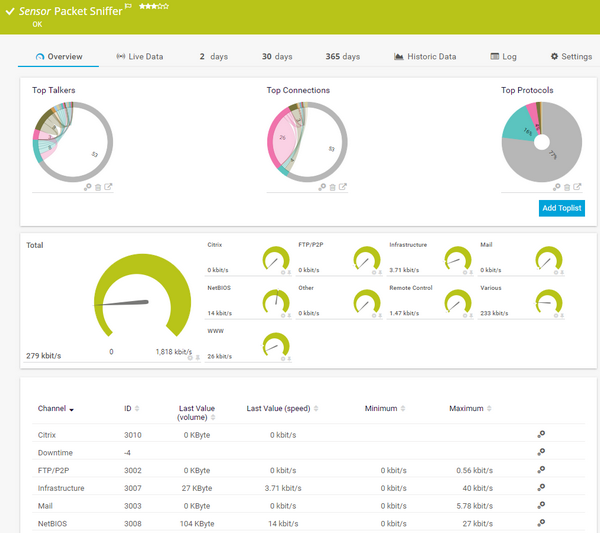 Sensor Packet Sniffer
OK
Overview Live Data 2 days 30 days 365 days Historic Data Log Settings
Top Talkers Top Connections Top Protocols
53 53 77%
16%
Add Toplist
Total Citrix FTP/P2P Infrastructure Mail
0 kbit/s 0 kbit/s 3.71 kbit/s 0 kbit/s
NetBIOS Other Remote Control Various
14 kbit/s 0 kbit/s 1.47 kbit/s 233 kbit/s
WWW
279 kbit/s 0 1,818 kbit/s 26 kbit/s
Channel ID Last Value (volume) Last Value (speed) Minimum Maximum
Citrix 3010 0 KByte 0 kbit/s
Downtime -4
FTP/P2P 3002 0 KByte 0 kbit/s 0 kbit/s 0.56 kbit/s
Infrastructure 3007 27 KByte 3.71 kbit/s 0 kbit/s 40 kbit/s
Mail 3003 0 KByte 0 kbit/s 0 kbit/s 5.78 kbit/s
NetBIOS 3008 104 KByte 14 kbit/s 0 kbit/s 27 kbit/s